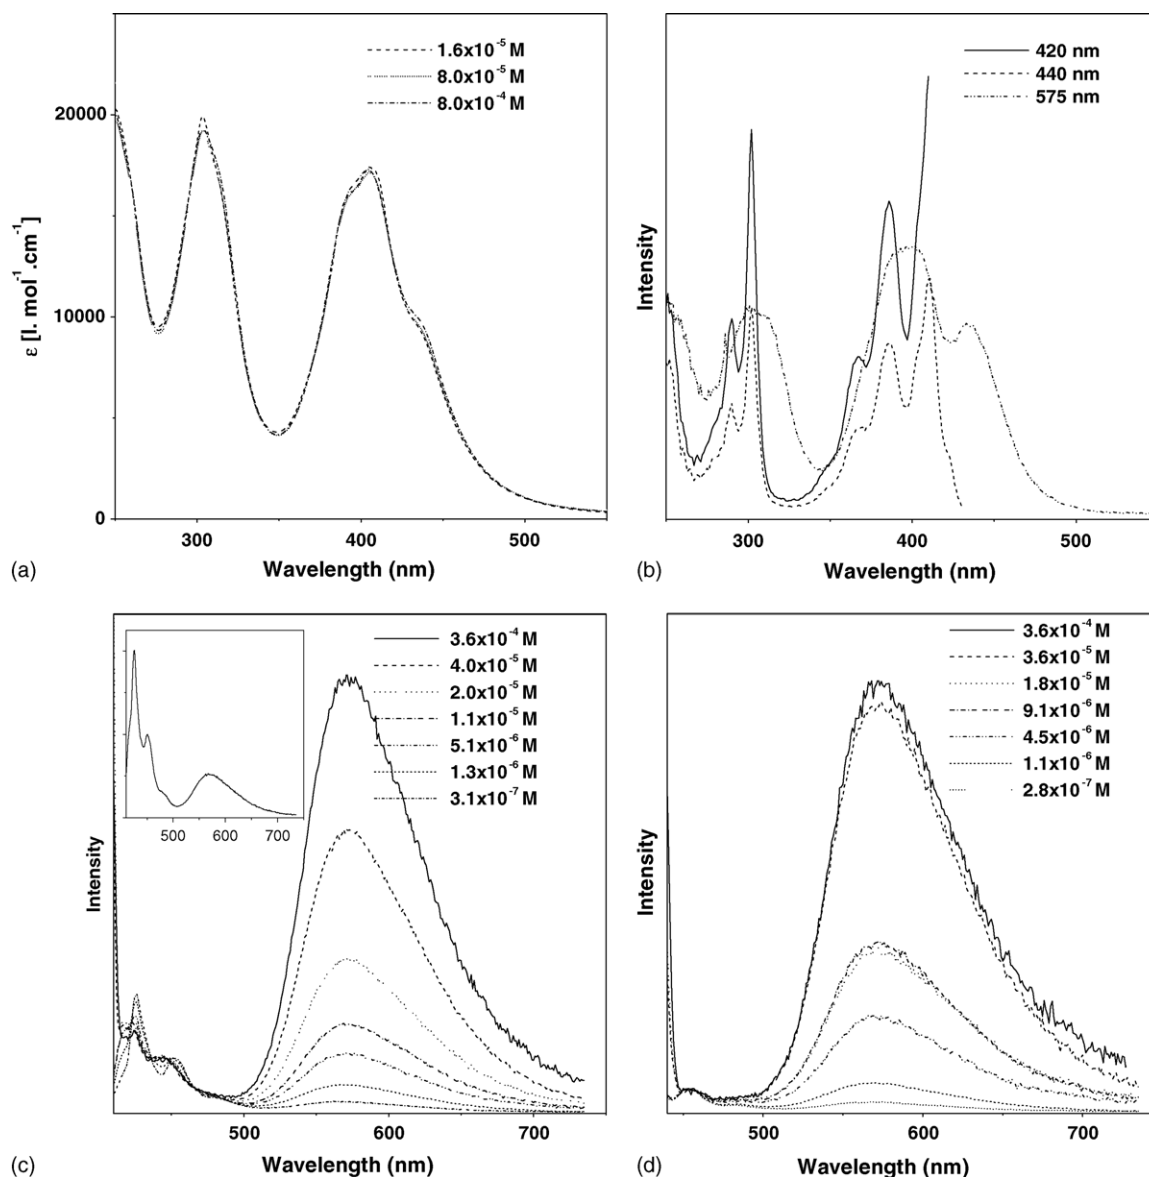 1.6x10⁻⁵ M
8.0x10⁻⁵ M
8.0x10⁻⁴ M
20000
10000
0
ε [l. mol⁻¹.cm⁻¹]
300
400
500
Wavelength (nm)
(a)
420 nm
440 nm
575 nm
Intensity
300
400
500
Wavelength (nm)
(b)
3.6x10⁻⁴ M
4.0x10⁻⁵ M
2.0x10⁻⁵ M
1.1x10⁻⁵ M
5.1x10⁻⁶ M
1.3x10⁻⁶ M
3.1x10⁻⁷ M
500
600
700
Intensity
500
600
700
Wavelength (nm)
(c)
3.6x10⁻⁴ M
3.6x10⁻⁵ M
1.8x10⁻⁵ M
9.1x10⁻⁶ M
4.5x10⁻⁶ M
1.1x10⁻⁶ M
2.8x10⁻⁷ M
Intensity
500
600
700
Wavelength (nm)
(d)